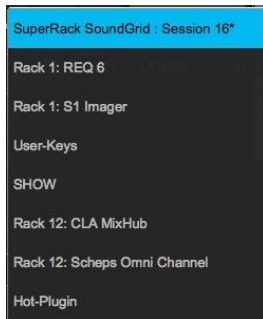 SuperRack SoundGrid : Session 16*
Rack 1: REQ 6
Rack 1: S1 Imager
User-Keys
SHOW
Rack 12: CLA MixHub
Rack 12: Scheps Omni Channel
Hot-Plugin